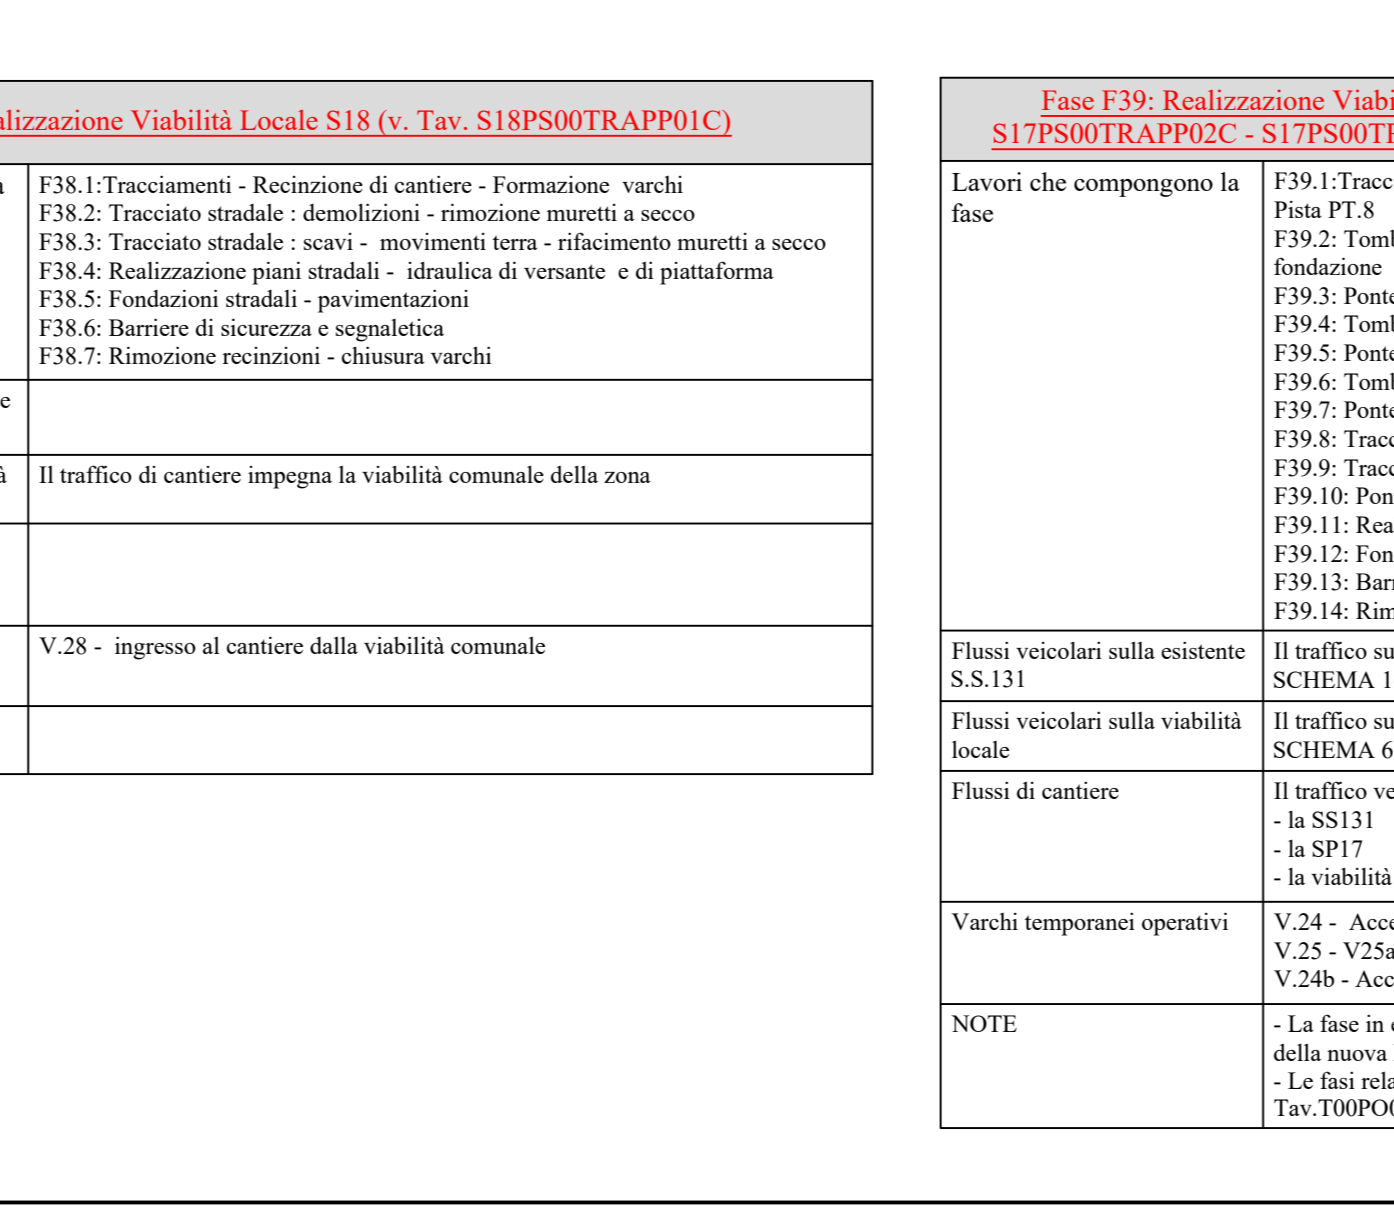 alizzazione Viabilità Locale S18 (v. Tav. S18PS00TRAPP01C)
a
F38.1:Tracciamenti - Recinzione di cantiere - Formazione varchi
F38.2: Tracciato stradale : demolizioni - rimozione muretti a secco
F38.3: Tracciato stradale : scavi - movimenti terra - rifacimento muretti a secco
F38.4: Realizzazione piani stradali - idraulica di versante e di piattaforma
F38.5: Fondazioni stradali - pavimentazioni
F38.6: Barriere di sicurezza e segnaletica
F38.7: Rimozione recinzioni - chiusura varchi
e
à
Il traffico di cantiere impegna la viabilità comunale della zona
V.28 - ingresso al cantiere dalla viabilità comunale
Fase F39: Realizzazione Viabi
S17PS00TRAPP02C - S17PS00TR
Lavori che compongono la
fase
F39.1:Tracci
Pista PT.8
F39.2: Tomb
fondazione
F39.3: Ponte
F39.4: Tomb
F39.5: Ponte
F39.6: Tomb
F39.7: Ponte
F39.8: Tracc
F39.9: Tracc
F39.10: Pon
F39.11: Rea
F39.12: Fon
F39.13: Barr
F39.14: Rim
Flussi veicolari sulla esistente
S.S.131
Il traffico su
SCHEMA 1
Flussi veicolari sulla viabilità
locale
Il traffico su
SCHEMA 6
Flussi di cantiere
Il traffico ve
- la SS131
- la SP17
- la viabilità
Varchi temporanei operativi
V.24 - Acce
V.25 - V25a
V.24b - Acc
NOTE
- La fase in e
della nuova
- Le fasi rela
Tav.T00PO0